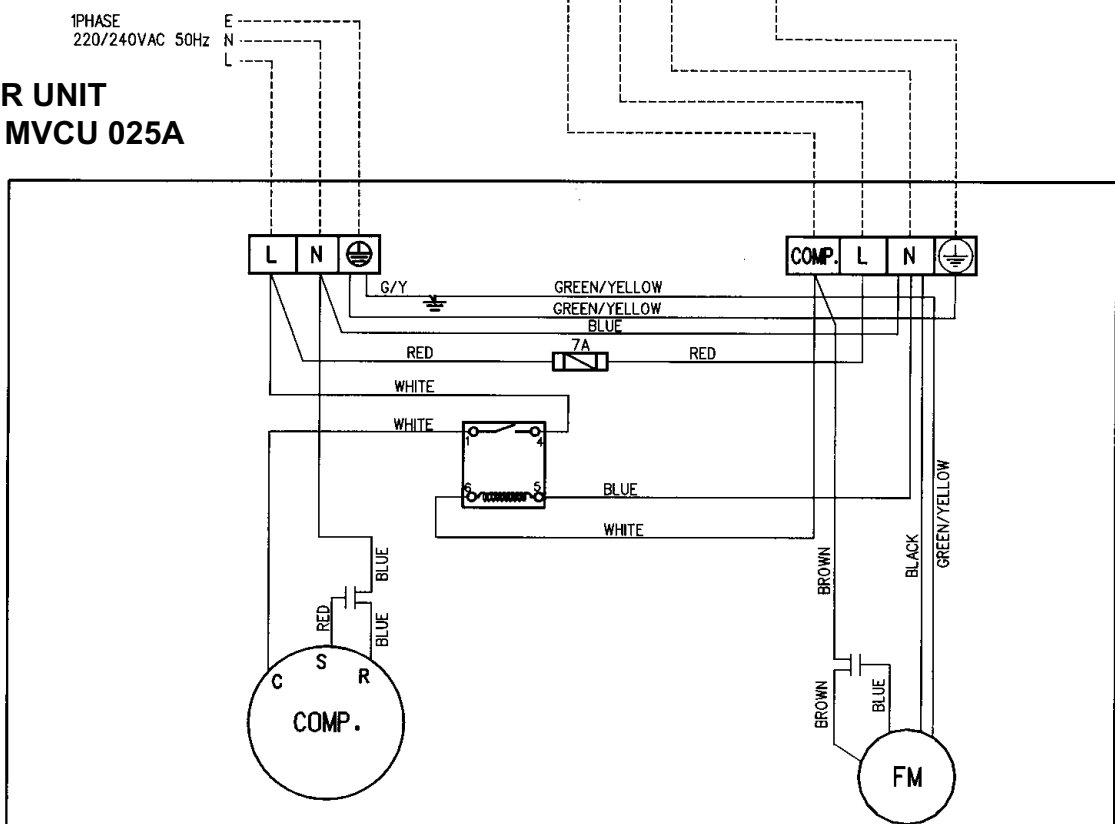 1PHASE E
220/240VAC 50Hz N
L
R UNIT
MVCU 025A
L N
COMP. L N
G/Y GREEN/YELLOW
GREEN/YELLOW
BLUE
RED 7A RED
WHITE
WHITE
1 4
6 5
BLUE
WHITE
GREEN/YELLOW
BLACK
BROWN
BLUE
RED
BLUE
BROWN
BLUE
C S R
COMP.
FM